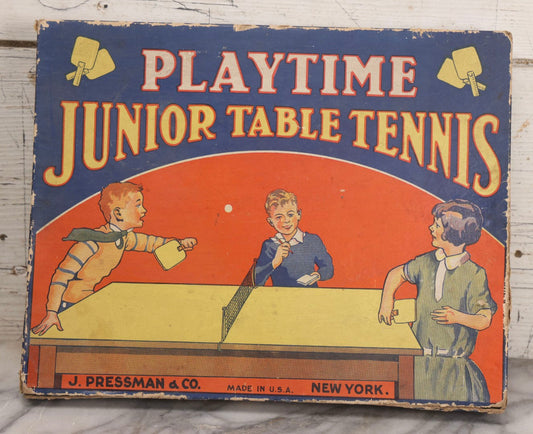 PLAYTIME
JUNIOR TABLE TENNIS
J. PRESSMAN & CO. MADE IN U.S.A. NEW YORK.